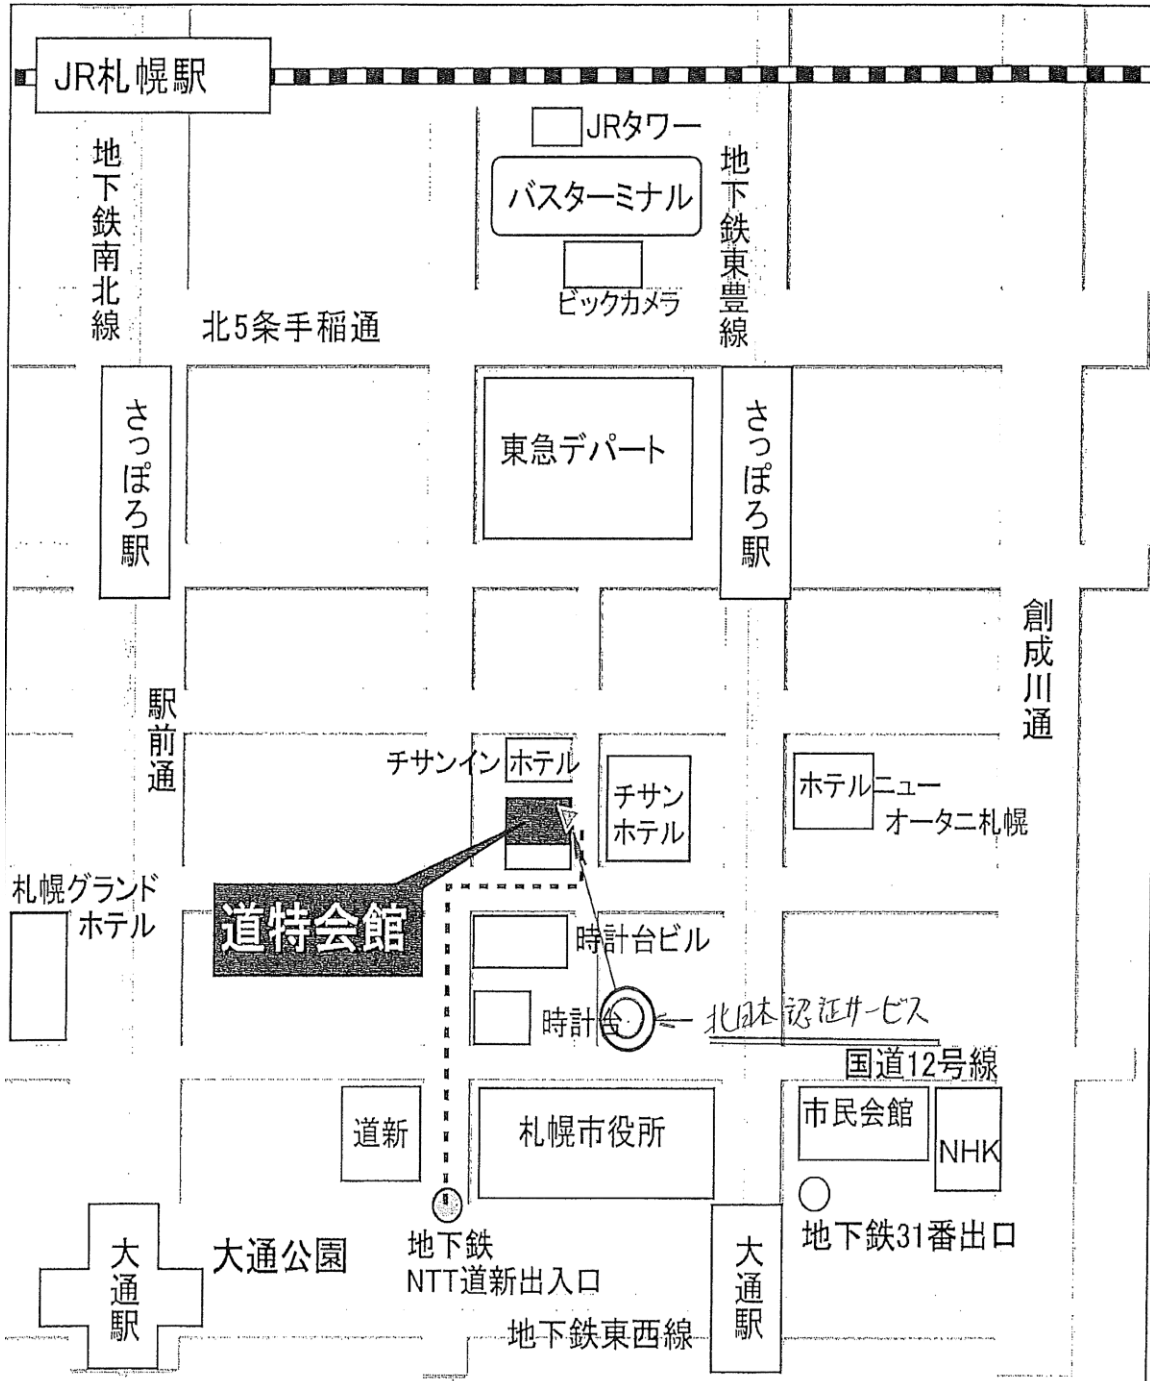 JR札幌駅
JRタワー
バスターミナル
ビックカメラ
地下鉄南北線
地下鉄東豊線
北5条手稲通
さっぽろ駅
東急デパート
さっぽろ駅
創成川通
駅前通
チサンインホテル
チサン
ホテル
ホテルニュー
オータニ札幌
札幌グランド
ホテル
道特会館
時計台ビル
時計台
北日本認証サービス
国道12号線
道新
札幌市役所
市民会館
NHK
大通駅
大通公園
地下鉄
NTT道新出入口
大通駅
地下鉄31番出口
地下鉄東西線